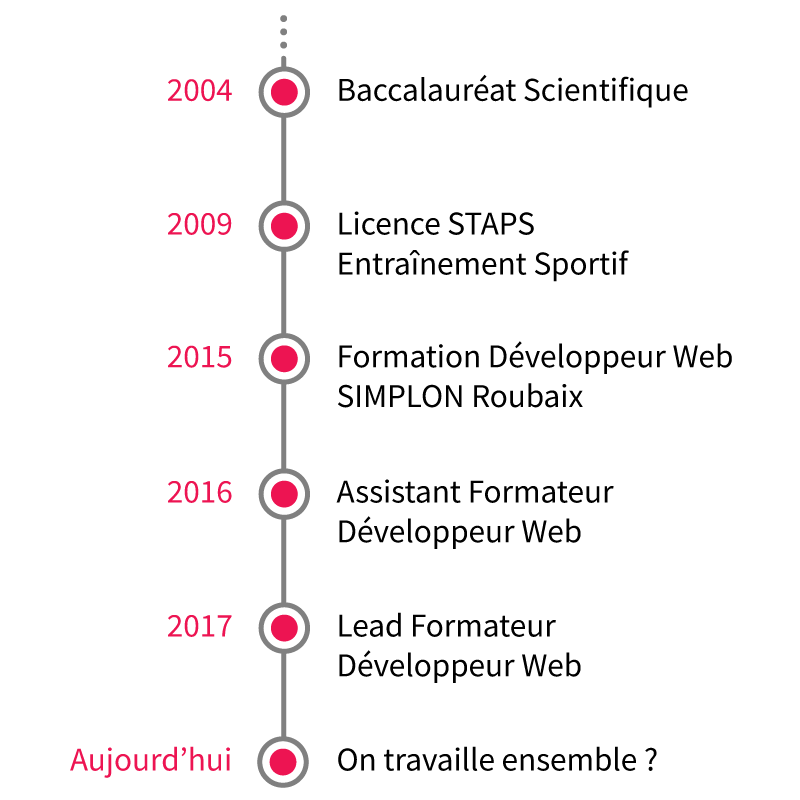 2004 Baccalauréat Scientifique
2009 Licence STAPS
Entraînement Sportif
2015 Formation Développeur Web
SIMPLON Roubaix
2016 Assistant Formateur
Développeur Web
2017 Lead Formateur
Développeur Web
Aujourd’hui On travaille ensemble ?